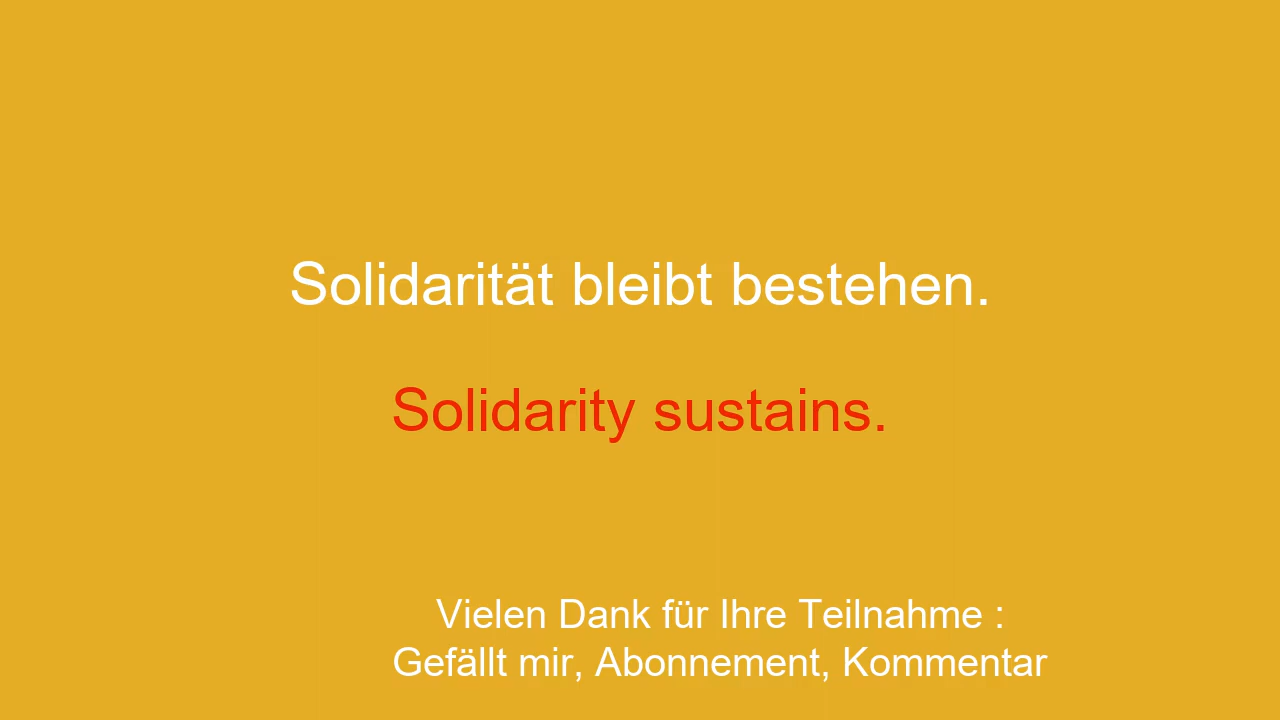 Solidarität bleibt bestehen.
Solidarity sustains.
Vielen Dank für Ihre Teilnahme :
Gefällt mir, Abonnement, Kommentar